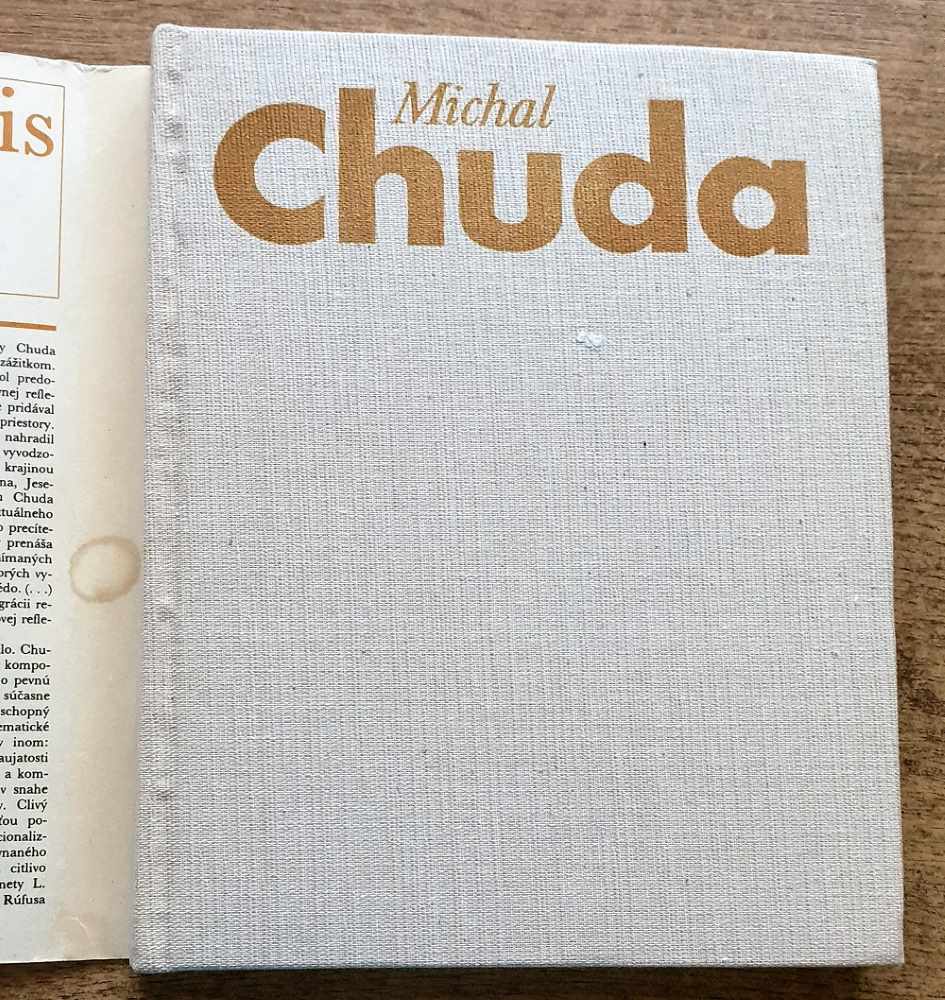 is
y Chuda
zážitkom.
ol predo-
nej refle-
pridával
priestory.
nahradil
vyvodzo-
krajinou
na, Jese-
Chuda
tuálneho
precíte-
prenáša
ímaných
orých vy-
édo. (. . .)
grácii re-
vej refle-
lo. Chu-
kompo-
o pevnú
súčasne
schopný
ematické
v inom:
aujatosti
a kom-
v snahe
y. Clivý
ťou po-
cionaliz-
vnaného
citlivo
nety L.
Rúfusa
Michal
Chuda